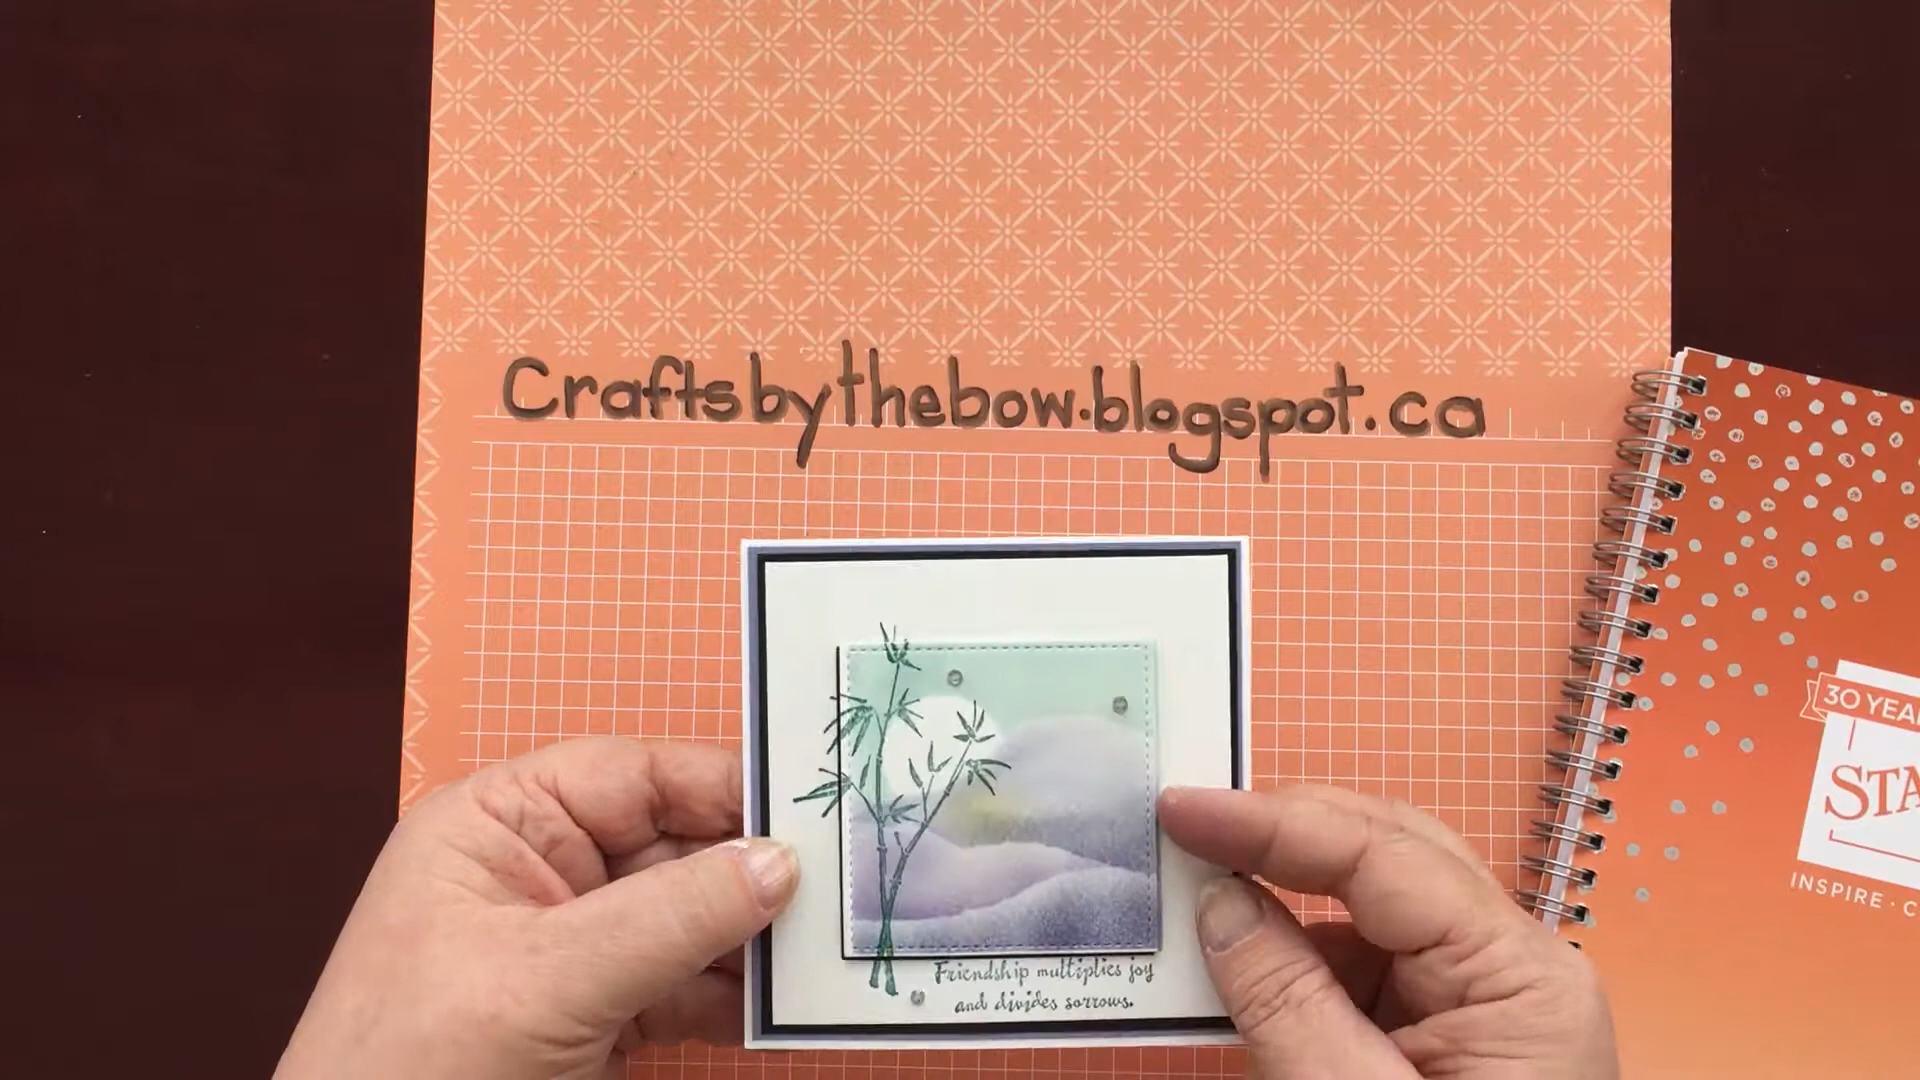 Craftsbythebow.blogspot.ca
30 YEA
STA
INSPIRE · C
Friendship multiplies joy
and divides sorrows.